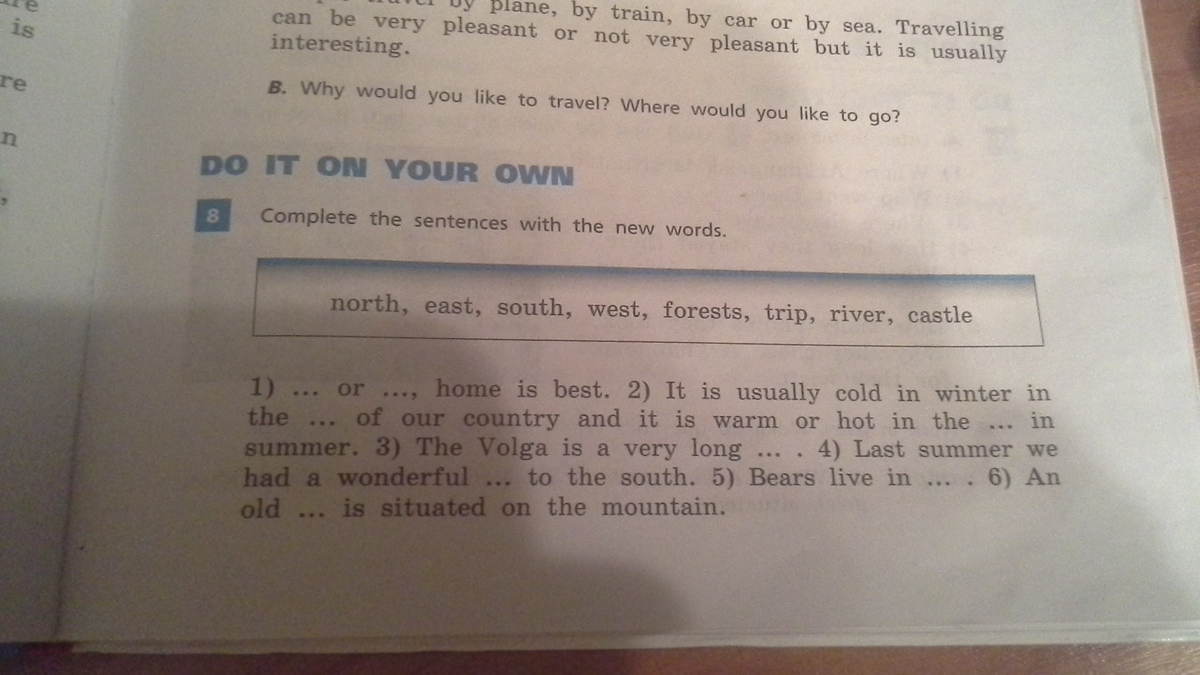 is
re
n
,
by plane, by train, by car or by sea. Travelling
can be very pleasant or not very pleasant but it is usually
interesting.
B. Why would you like to travel? Where would you like to go?
DO IT ON YOUR OWN
8 Complete the sentences with the new words.
north, east, south, west, forests, trip, river, castle
1) ... or ..., home is best. 2) It is usually cold in winter in
the ... of our country and it is warm or hot in the ... in
summer. 3) The Volga is a very long ... . 4) Last summer we
had a wonderful ... to the south. 5) Bears live in ... . 6) An
old ... is situated on the mountain.